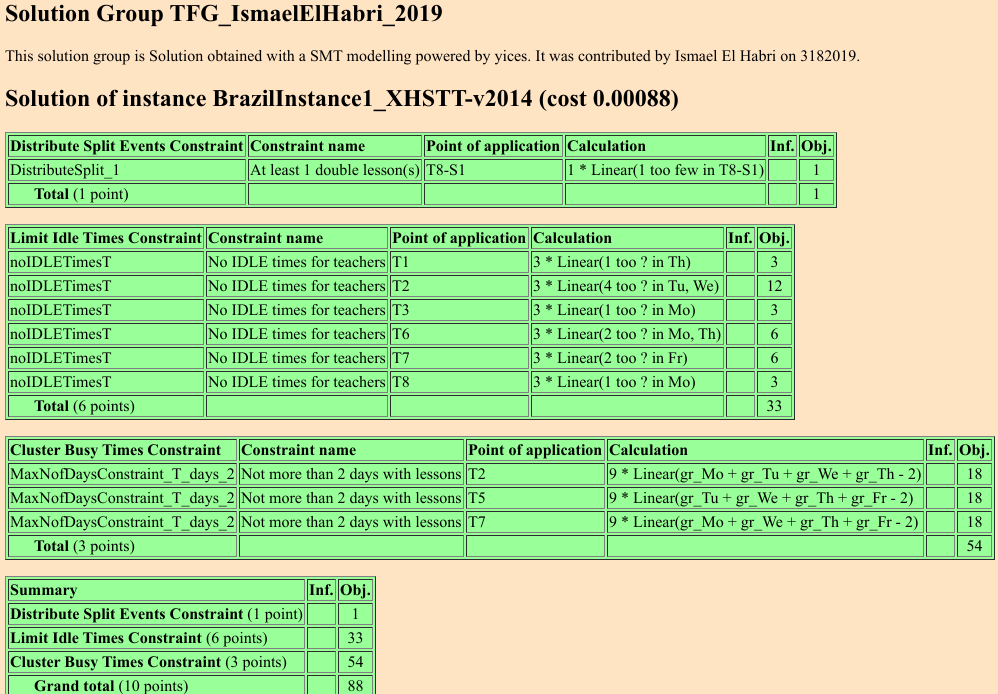 Solution Group TFG_IsmaelElHabri_2019
This solution group is Solution obtained with a SMT modelling powered by yices. It was contributed by Ismael El Habri on 3182019.
Solution of instance BrazilInstance1_XHSTT-v2014 (cost 0.00088)
Distribute Split Events Constraint Constraint name Point of application Calculation Inf. Obj.
DistributeSplit_1 At least 1 double lesson(s) T8-S1 1 * Linear(1 too few in T8-S1) 1
Total (1 point) 1
Limit Idle Times Constraint Constraint name Point of application Calculation Inf. Obj.
noIDLETimesT No IDLE times for teachers T1 3 * Linear(1 too ? in Th) 3
noIDLETimesT No IDLE times for teachers T2 3 * Linear(4 too ? in Tu, We) 12
noIDLETimesT No IDLE times for teachers T3 3 * Linear(1 too ? in Mo) 3
noIDLETimesT No IDLE times for teachers T6 3 * Linear(2 too ? in Mo, Th) 6
noIDLETimesT No IDLE times for teachers T7 3 * Linear(2 too ? in Fr) 6
noIDLETimesT No IDLE times for teachers T8 3 * Linear(1 too ? in Mo) 3
Total (6 points) 33
Cluster Busy Times Constraint Constraint name Point of application Calculation Inf. Obj.
MaxNofDaysConstraint_T_days_2 Not more than 2 days with lessons T2 9 * Linear(gr_Mo + gr_Tu + gr_We + gr_Th - 2) 18
MaxNofDaysConstraint_T_days_2 Not more than 2 days with lessons T5 9 * Linear(gr_Tu + gr_We + gr_Th + gr_Fr - 2) 18
MaxNofDaysConstraint_T_days_2 Not more than 2 days with lessons T7 9 * Linear(gr_Mo + gr_We + gr_Th + gr_Fr - 2) 18
Total (3 points) 54
Summary Inf. Obj.
Distribute Split Events Constraint (1 point) 1
Limit Idle Times Constraint (6 points) 33
Cluster Busy Times Constraint (3 points) 54
Grand total (10 points) 88